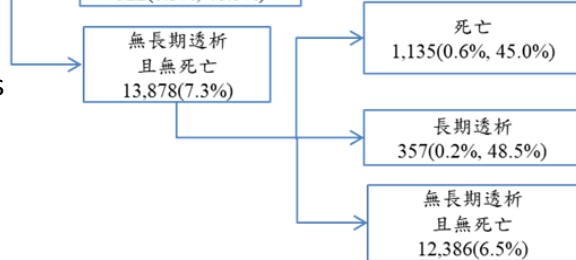 無長期透析
且無死亡
13,878(7.3%)
死亡
1,135(0.6%, 45.0%)
長期透析
357(0.2%, 48.5%)
無長期透析
且無死亡
12,386(6.5%)